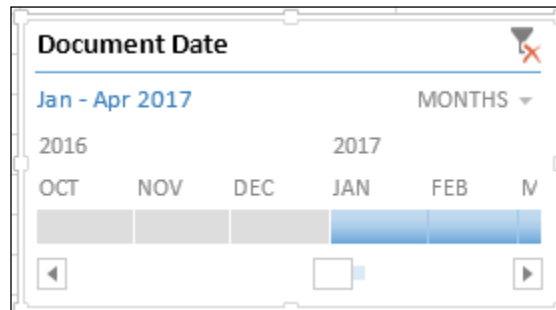 Document Date
Jan - Apr 2017 MONTHS
2016 2017
OCT NOV DEC JAN FEB